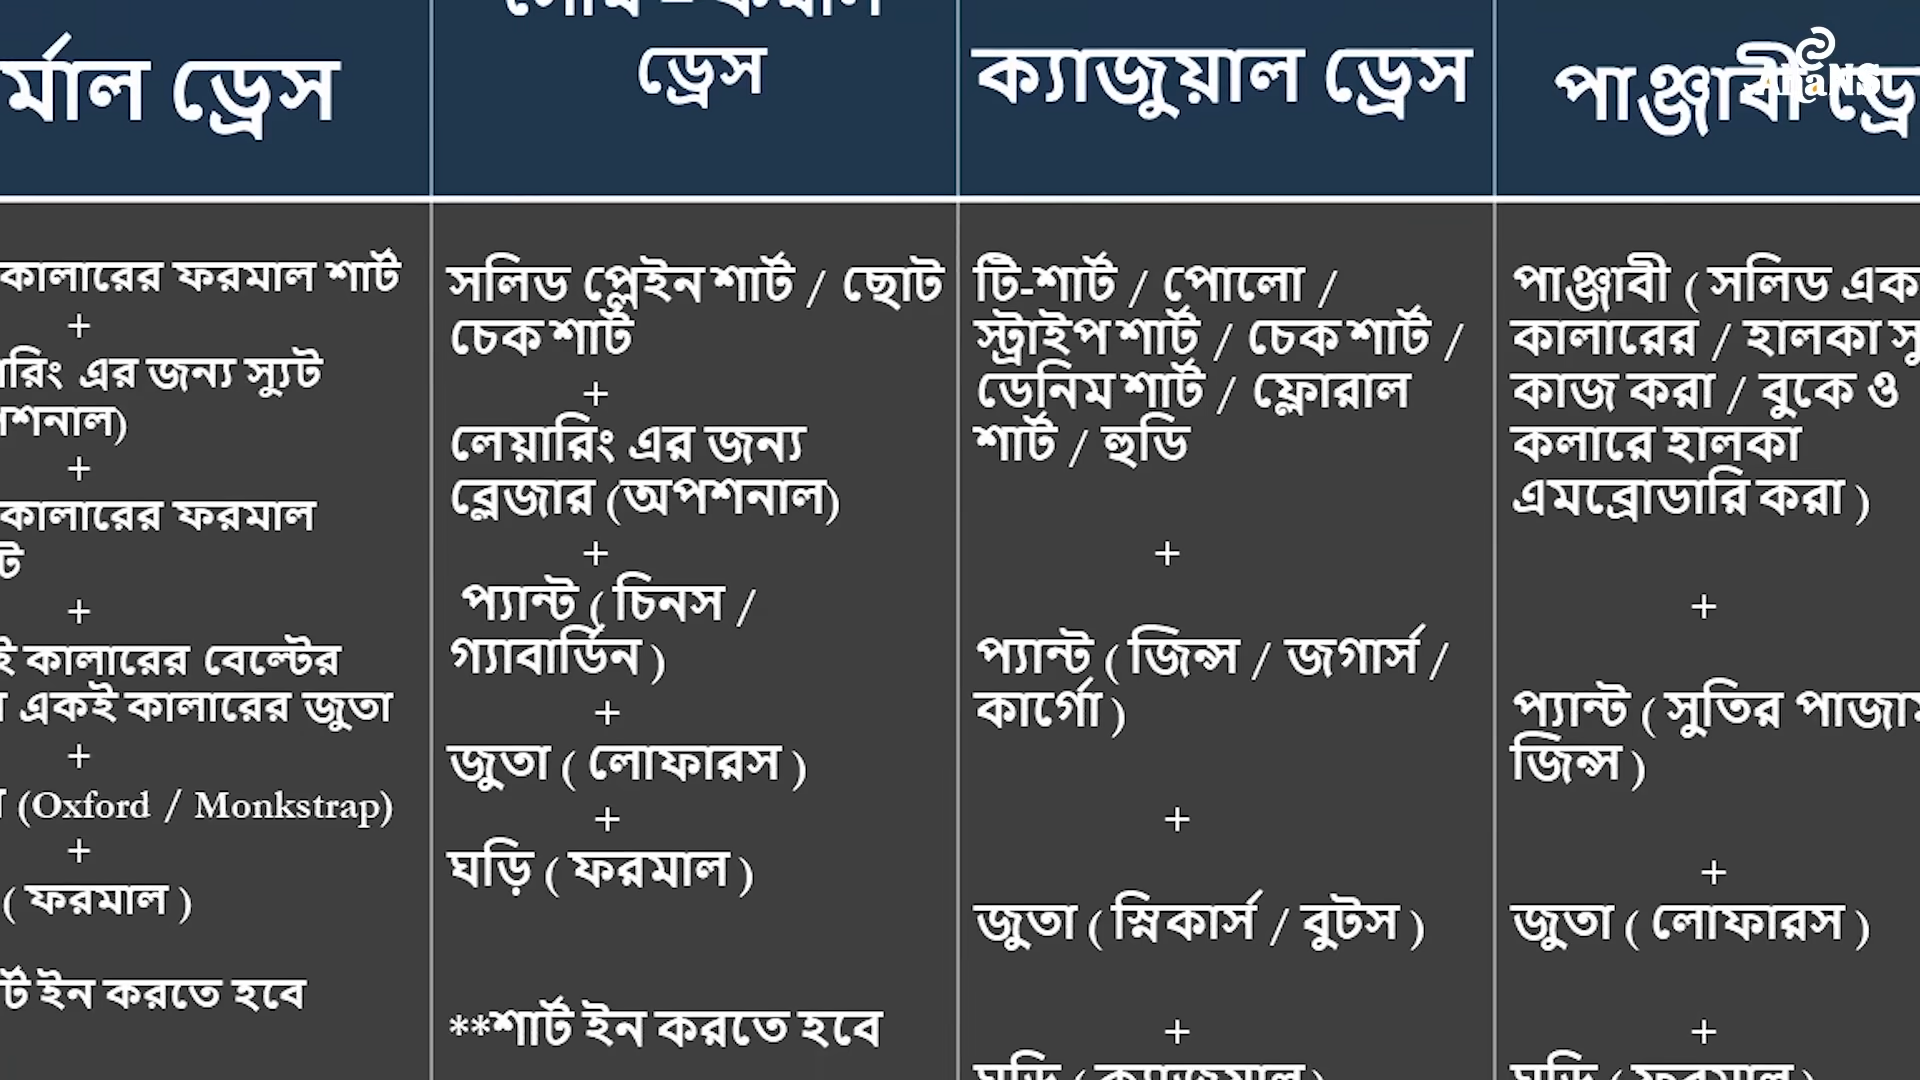 ড্রেস
কালারের ফরমাল শার্ট
+
এর জন্য স্যুট
+
কালারের ফরমাল
+
কালারের বেল্টের
একই কালারের জুতা
+
(Oxford / Monkstrap)
+
( ফরমাল )
ইন করতে হবে
ড্রেস
সলিড প্লেইন শার্ট / ছোট
চেক শার্ট
+
লেয়ারিং এর জন্য
ব্লেজার (অপশনাল)
+
প্যান্ট ( চিনস /
গ্যাবার্ডিন )
+
জুতা ( লোফারস )
+
ঘড়ি ( ফরমাল )
**শার্ট ইন করতে হবে
ক্যাজুয়াল ড্রেস
টি-শার্ট / পোলো /
স্ট্রাইপ শার্ট / চেক শার্ট /
ডেনিম শার্ট / ফ্লোরাল
শার্ট / হুডি
+
প্যান্ট ( জিন্স / জগার্স /
কার্গো )
+
জুতা ( স্নিকার্স / বুটস )
+
পাঞ্জাবী
পাঞ্জাবী ( সলিড এক
কালারের / হালকা
কাজ করা / বুকে ও
কলারে হালকা
এমব্রোডারি করা )
+
প্যান্ট ( সুতির
জিন্স )
+
জুতা ( লোফারস )
+